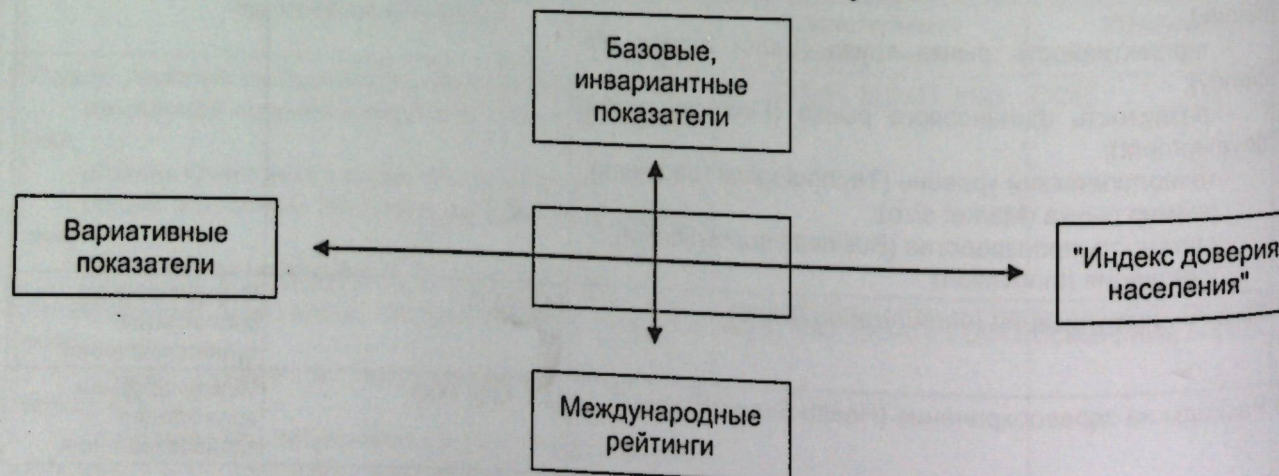 Базовые,
инвариантные
показатели
Вариативные
показатели
"Индекс доверия
населения"
Международные
рейтинги